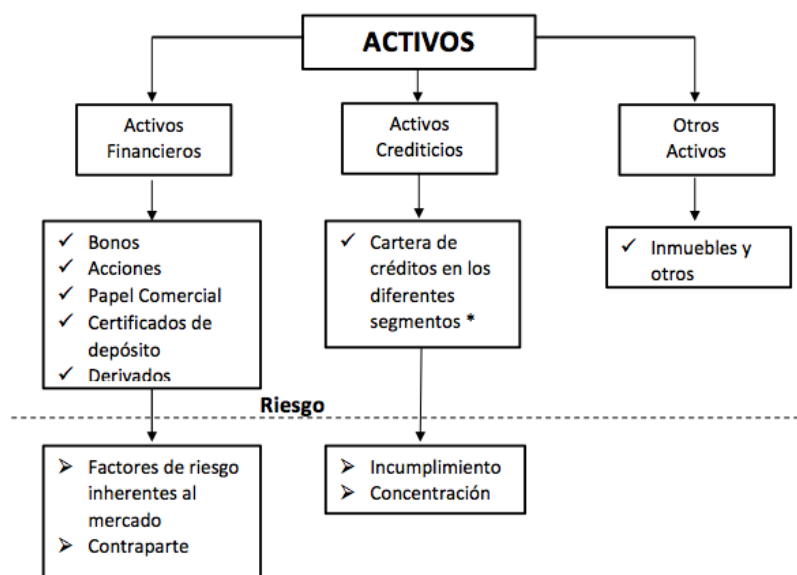 ACTIVOS
Activos
Financieros
Activos
Crediticios
Otros
Activos
✓ Bonos
✓ Acciones
✓ Papel Comercial
✓ Certificados de
depósito
✓ Derivados
✓ Cartera de
créditos en los
diferentes
segmentos *
✓ Inmuebles y
otros
Riesgo
➢ Factores de riesgo
inherentes al
mercado
➢ Contraparte
➢ Incumplimiento
➢ Concentración